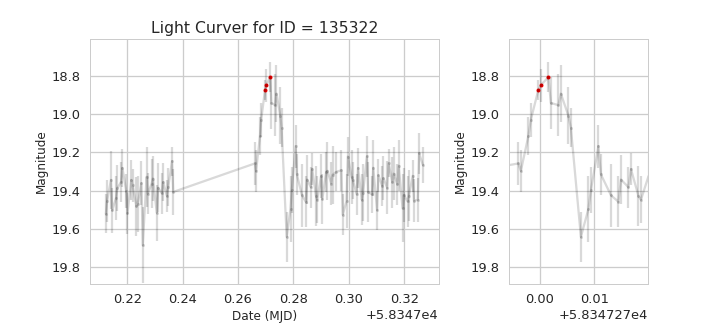 Light Curver for ID = 135322
Magnitude
18.8
19.0
19.2
19.4
19.6
19.8
0.22 0.24 0.26 0.28 0.30 0.32
Date (MJD)
+5.8347e4
Magnitude
18.8
19.0
19.2
19.4
19.6
19.8
0.00 0.01
+5.834727e4